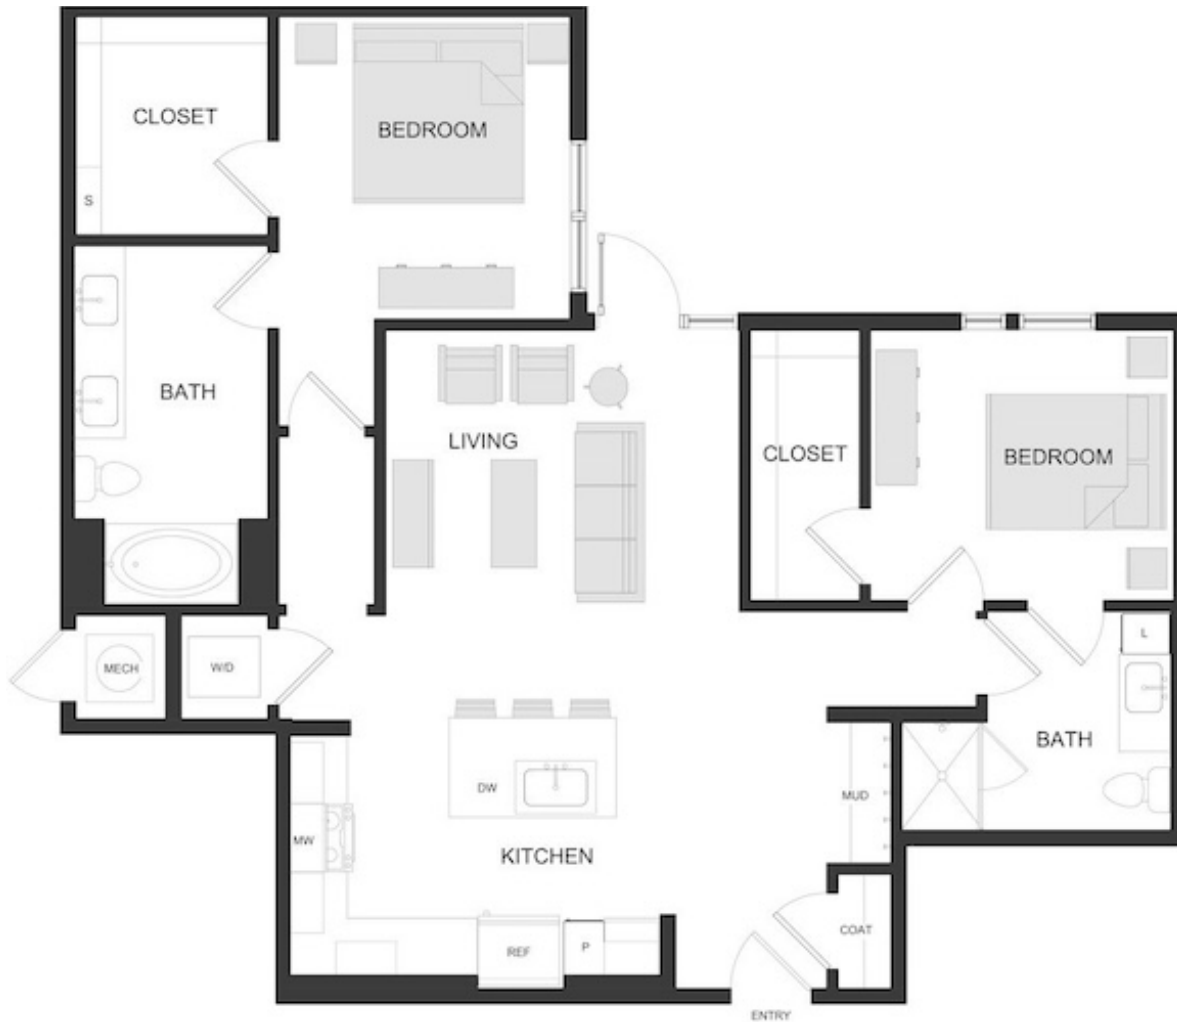 CLOSET
BEDROOM
S
BATH
LIVING
CLOSET
BEDROOM
MECH
W/D
L
BATH
DW
MUD
MW
KITCHEN
COAT
REF
P
ENTRY